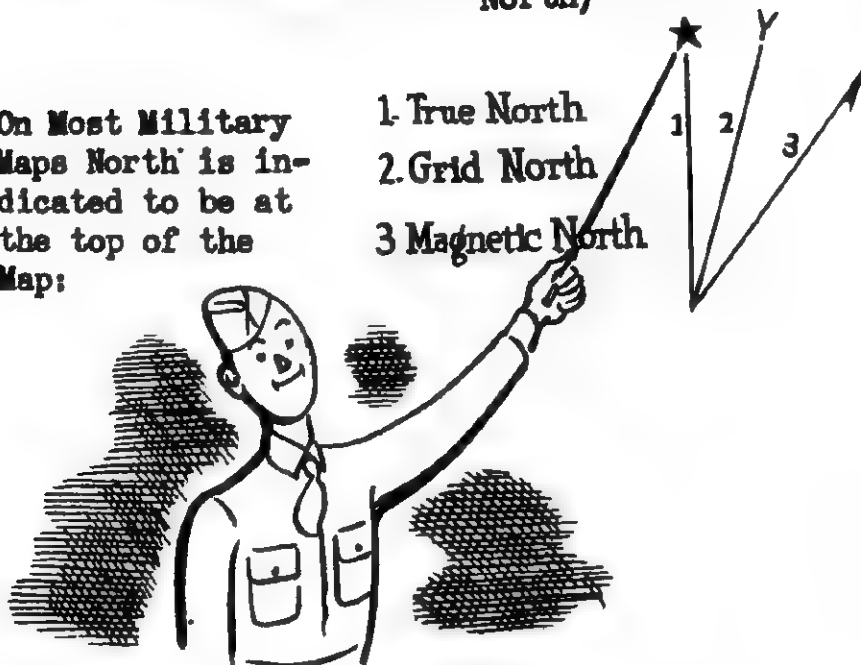 On Most Military
Maps North is in-
dicated to be at
the top of the
Map:
1. True North
2. Grid North
3 Magnetic North
Y
1
2
3